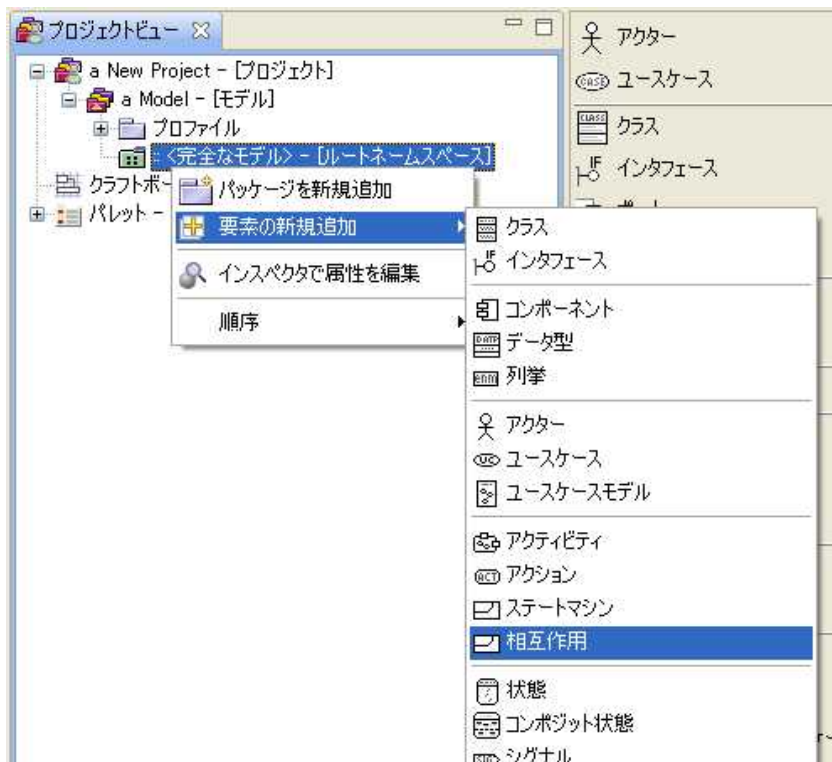 プロジェクトビュー
a New Project - [プロジェクト]
a Model - [モデル]
プロファイル
:: <完全なモデル> - [ルートネームスペース]
クラフトボー
パレット -
パッケージを新規追加
要素の新規追加
インスペクタで属性を編集
順序
クラス
インタフェース
コンポーネント
データ型
列挙
アクター
ユースケース
ユースケースモデル
アクティビティ
アクション
ステートマシン
相互作用
状態
コンポジット状態
シグナル
アクター
ユースケース
クラス
インタフェース